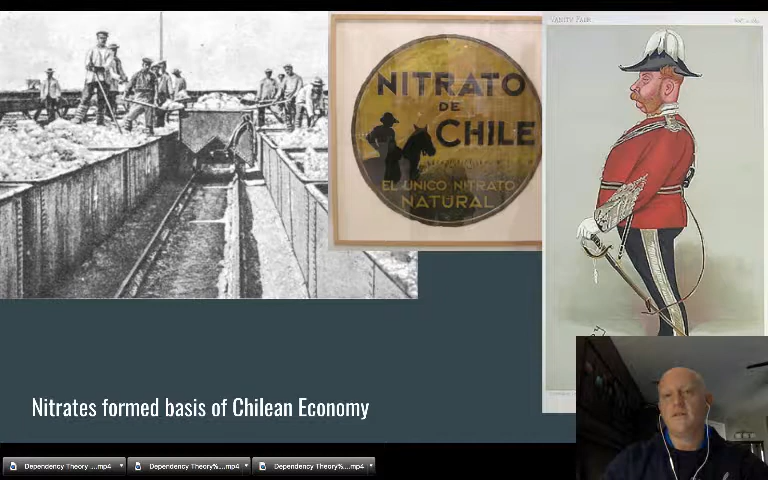 VANITY FAIR
NITRATO
DE
CHILE
EL UNICO NITRATO
NATURAL
Nitrates formed basis of Chilean Economy
Dependency Theory ....mp4
Dependency Theory%....mp4
Dependency Theory%....mp4